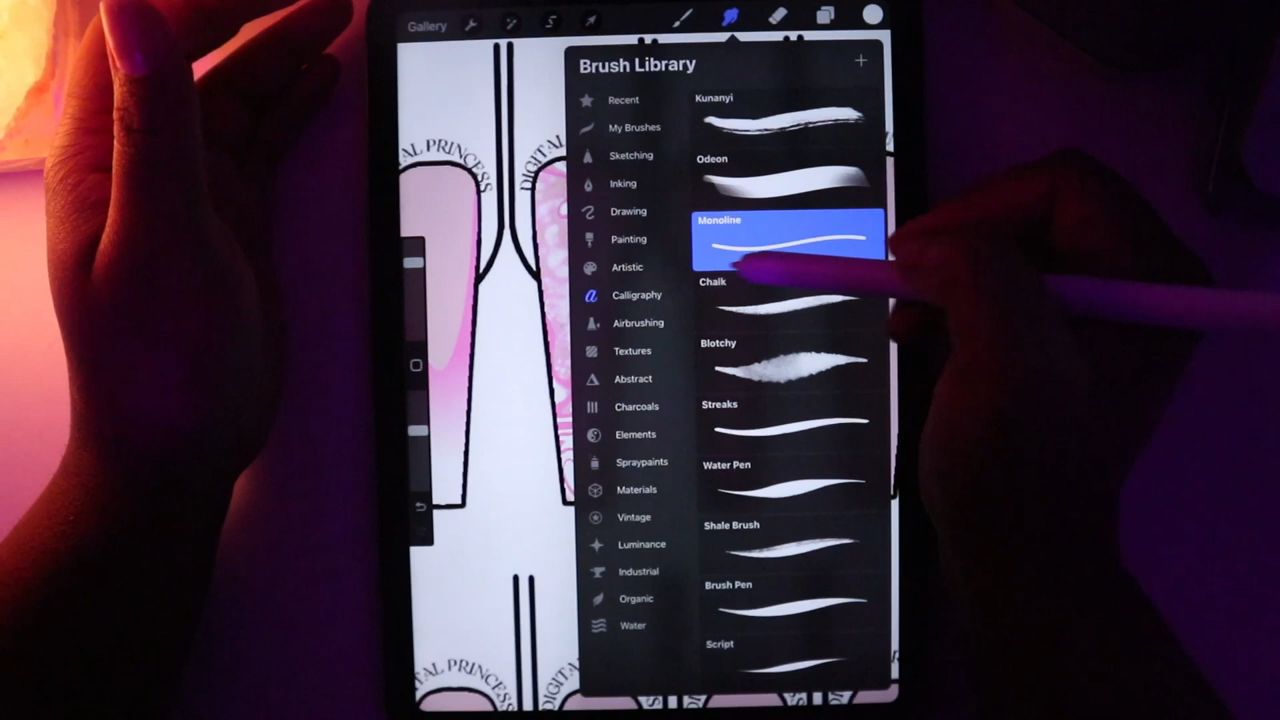 Gallery
Brush Library
Recent
My Brushes
Sketching
Inking
Drawing
Painting
Artistic
Calligraphy
Airbrushing
Textures
Abstract
Charcoals
Elements
Spraypaints
Materials
Vintage
Luminance
Industrial
Organic
Water
Kunanyi
Odeon
Monoline
Chalk
Blotchy
Streaks
Water Pen
Shale Brush
Brush Pen
Script
AL PRINCESS
DIGITAL
TAL PRINCESS
DIGITAL